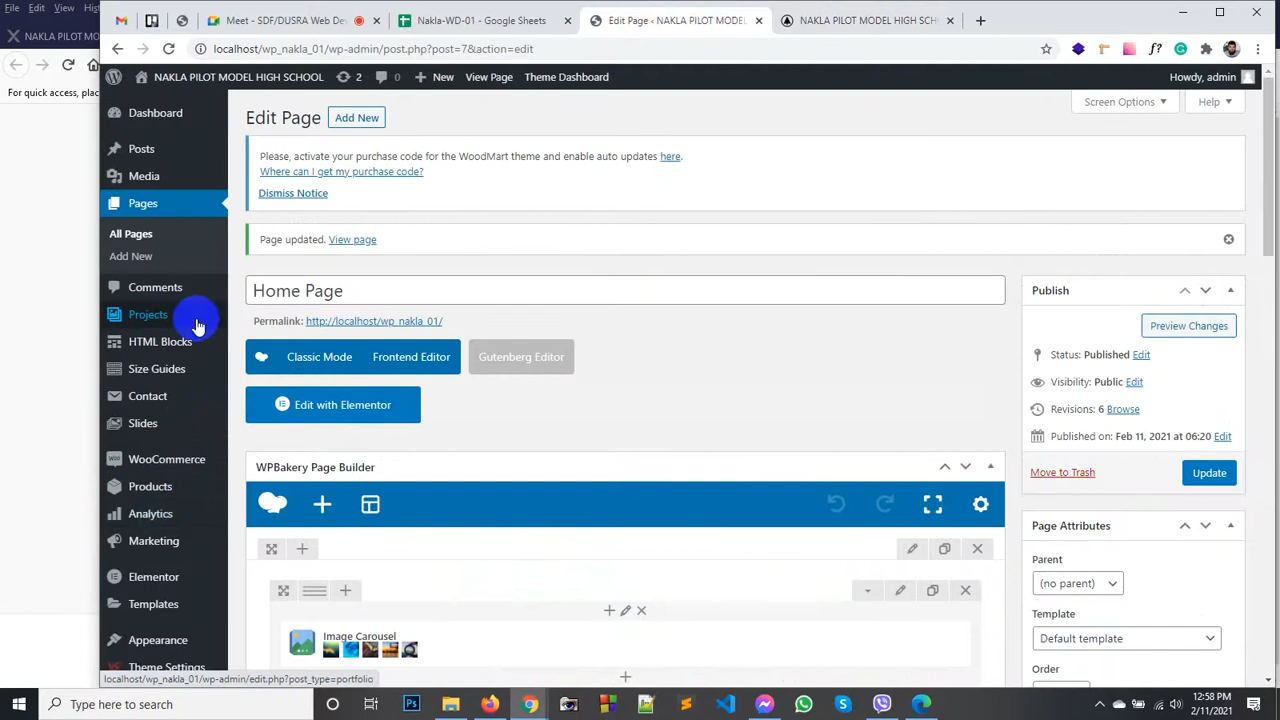 File Edit View His
Meet - SDF/DUSRA Web De
Nakla-WD-01 - Google Sheets
Edit Page ‹ NAKLA PILOT MODEL
NAKLA PILOT MODEL HIGH SCH
NAKLA PILOT MOD
localhost/wp_nakla_01/wp-admin/post.php?post=7&action=edit
For quick access, plac
NAKLA PILOT MODEL HIGH SCHOOL
2
0
New
View Page
Theme Dashboard
Howdy, admin
Dashboard
Posts
Media
Pages
All Pages
Add New
Comments
Projects
HTML Blocks
Size Guides
Contact
Slides
WooCommerce
Products
Analytics
Marketing
Elementor
Templates
Appearance
Theme Settings
Screen Options
Help
Edit Page
Add New
Please, activate your purchase code for the WoodMart theme and enable auto updates here.
Where can I get my purchase code?
Dismiss Notice
Page updated. View page
Home Page
Permalink: http://localhost/wp_nakla_01/
Classic Mode
Frontend Editor
Gutenberg Editor
Edit with Elementor
WPBakery Page Builder
Image Carousel
Publish
Preview Changes
Status: Published Edit
Visibility: Public Edit
Revisions: 6 Browse
Published on: Feb 11, 2021 at 06:20 Edit
Move to Trash
Update
Page Attributes
Parent
(no parent)
Template
Default template
Order
localhost/wp_nakla_01/wp-admin/edit.php?post_type=portfolio
Type here to search
12:58 PM
2/11/2021